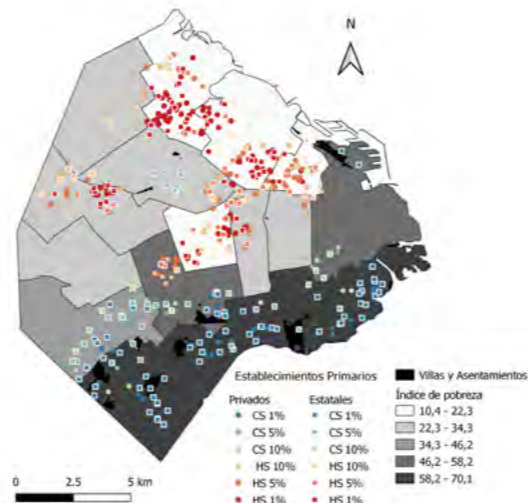 N
Establecimientos Primarios
Privados
CS 1%
CS 5%
CS 10%
HS 10%
HS 5%
HS 1%
Estatales
CS 1%
CS 5%
CS 10%
HS 10%
HS 5%
HS 1%
Villas y Asentamientos
Índice de pobreza
10,4 - 22,3
22,3 - 34,3
34,3 - 46,2
46,2 - 58,2
58,2 - 70,1
0 2.5 5 km